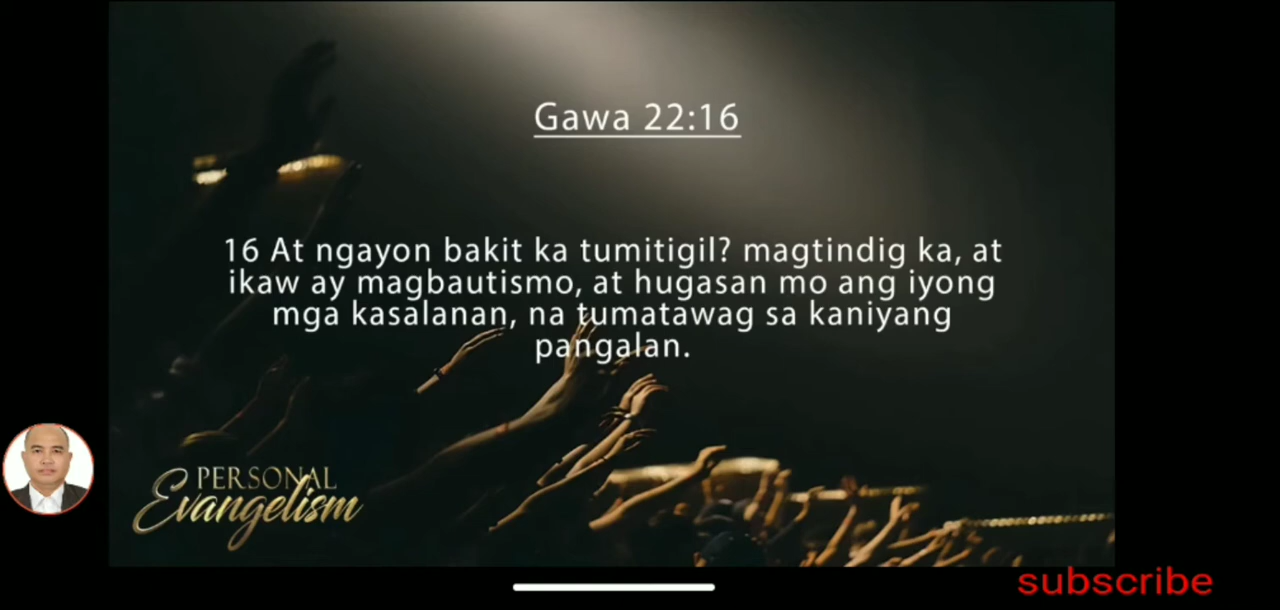 Gawa 22:16
16 At ngayon bakit ka tumitigil? magtindig ka, at
ikaw ay magbautismo, at hugasan mo ang iyong
mga kasalanan, na tumatawag sa kaniyang
pangalan.
PERSONAL
Evangelism
subscribe